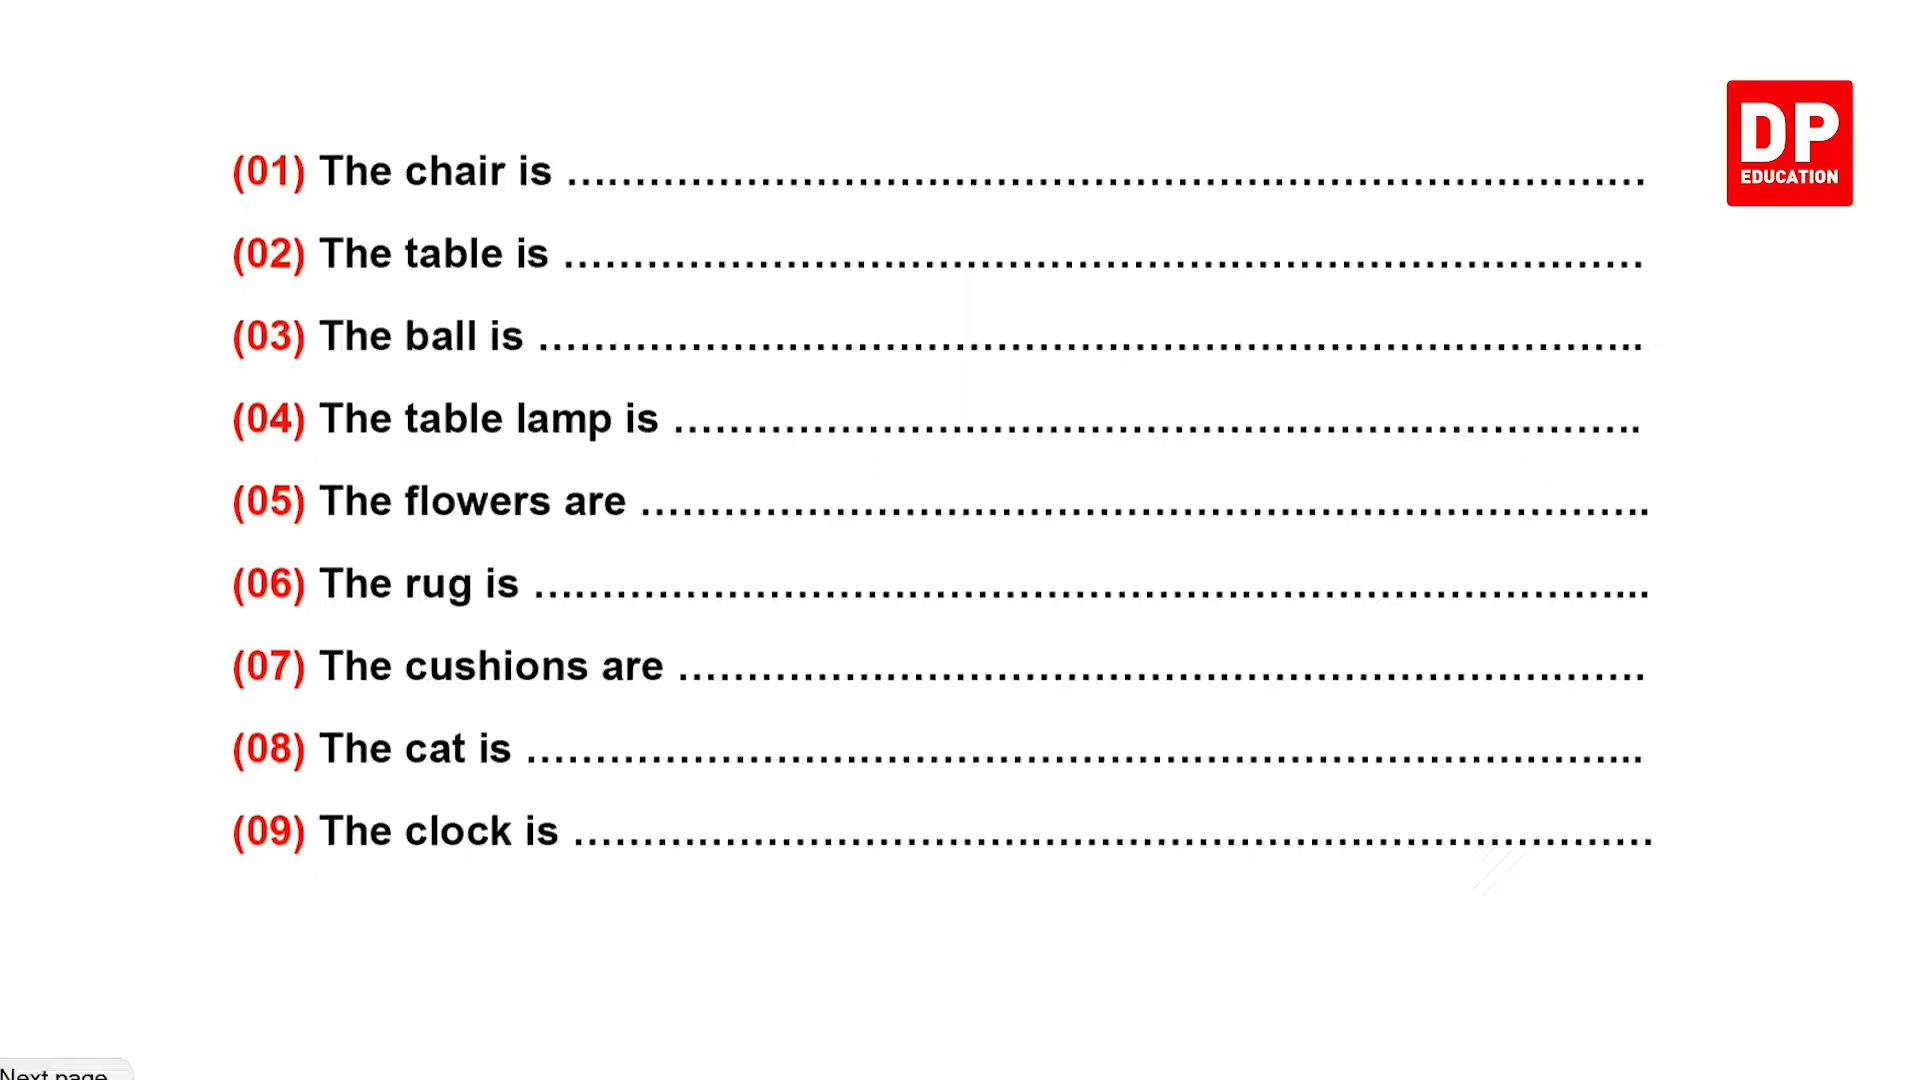 DP
EDUCATION
(01) The chair is ................................................................................
(02) The table is ................................................................................
(03) The ball is ..................................................................................
(04) The table lamp is ........................................................................
(05) The flowers are ...........................................................................
(06) The rug is ...................................................................................
(07) The cushions are ........................................................................
(08) The cat is ...................................................................................
(09) The clock is ................................................................................
Next page